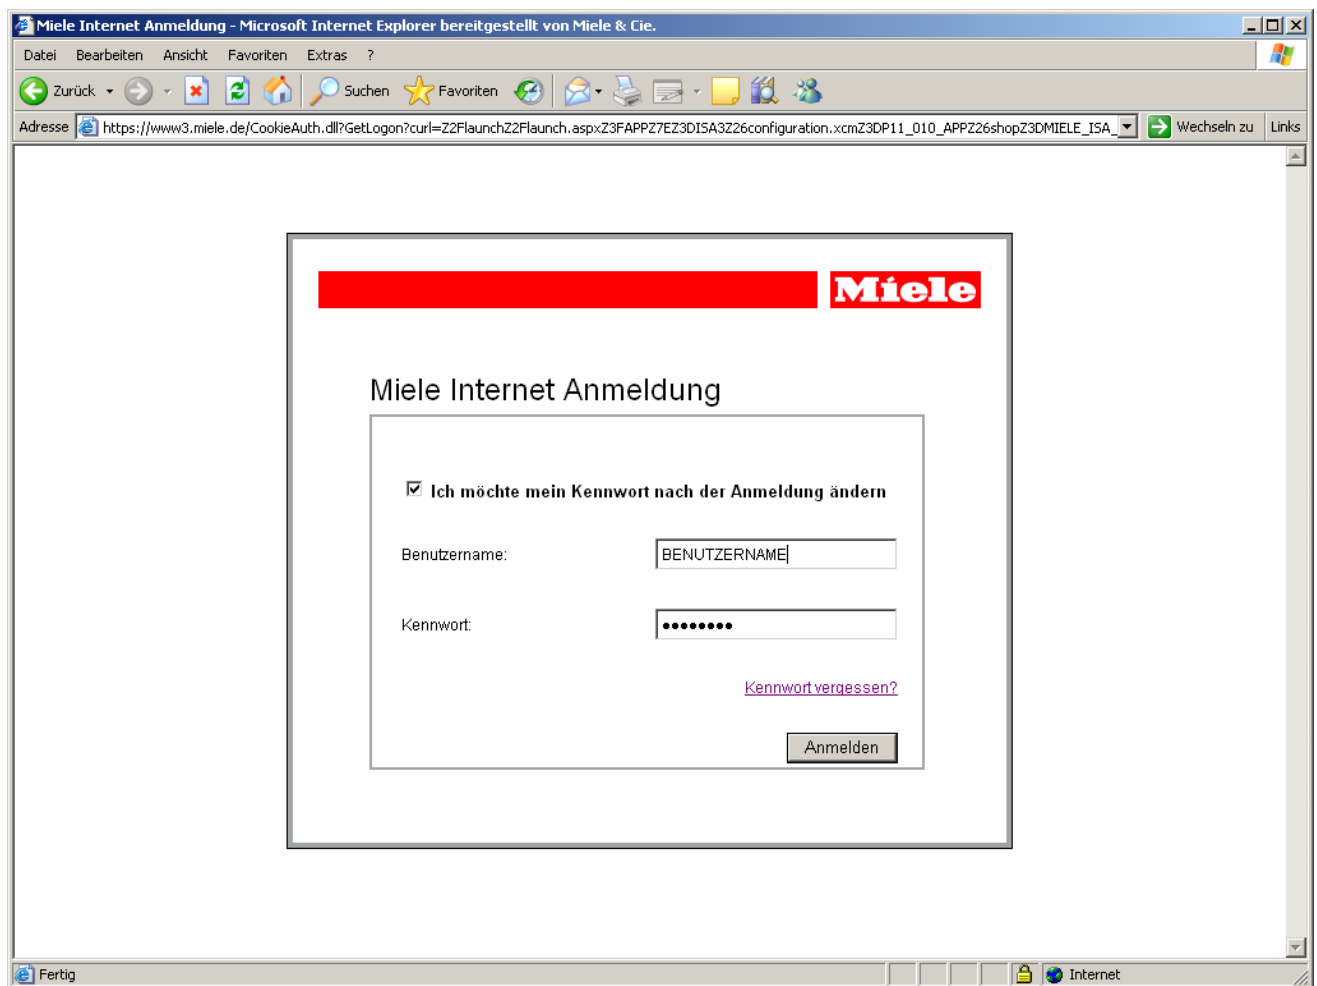 Miele Internet Anmeldung - Microsoft Internet Explorer bereitgestellt von Miele & Cie.
Datei Bearbeiten Ansicht Favoriten Extras ?
Zurück Suchen Favoriten
Adresse https://www3.miele.de/CookieAuth.dll?GetLogon?curl=Z2FlaunchZ2Flaunch.aspxZ3FAPPZ7EZ3DISA3Z26configuration.xcmZ3DP11_010_APPZ26shopZ3DMIELE_ISA_ Wechseln zu Links
Miele
Miele Internet Anmeldung
Ich möchte mein Kennwort nach der Anmeldung ändern
Benutzername: BENUTZERNAME
Kennwort: ••••••••
Kennwort vergessen?
Anmelden
Fertig Internet